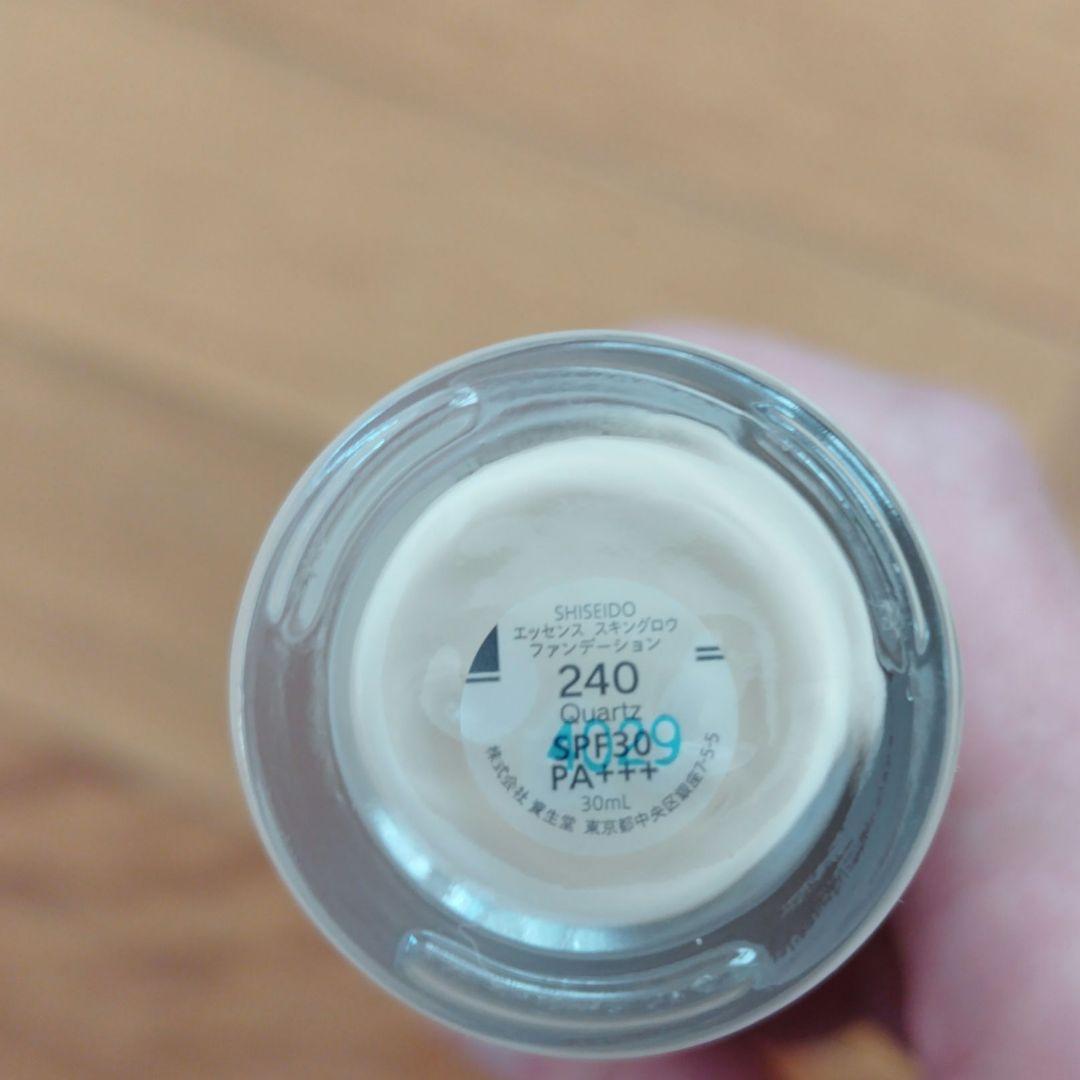 SHISEIDO
エッセンス スキングロウ
ファンデーション
240
Quartz
4029
SPF30
PA+++
30mL
株式会社 資生堂 東京都中央区銀座7-5-5